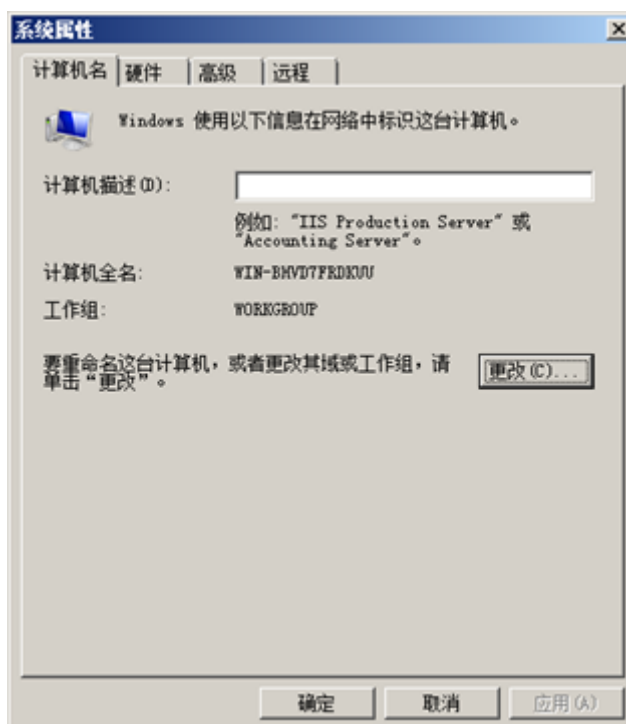 系统属性
计算机名 硬件 高级 远程
Windows 使用以下信息在网络中标识这台计算机。
计算机描述(D):
例如: "IIS Production Server" 或
"Accounting Server"。
计算机全名: WIN-BHVD7FRDKUU
工作组: WORKGROUP
要重命名这台计算机，或者更改其域或工作组，请
单击“更改”。
更改(C)...
确定 取消 应用(A)